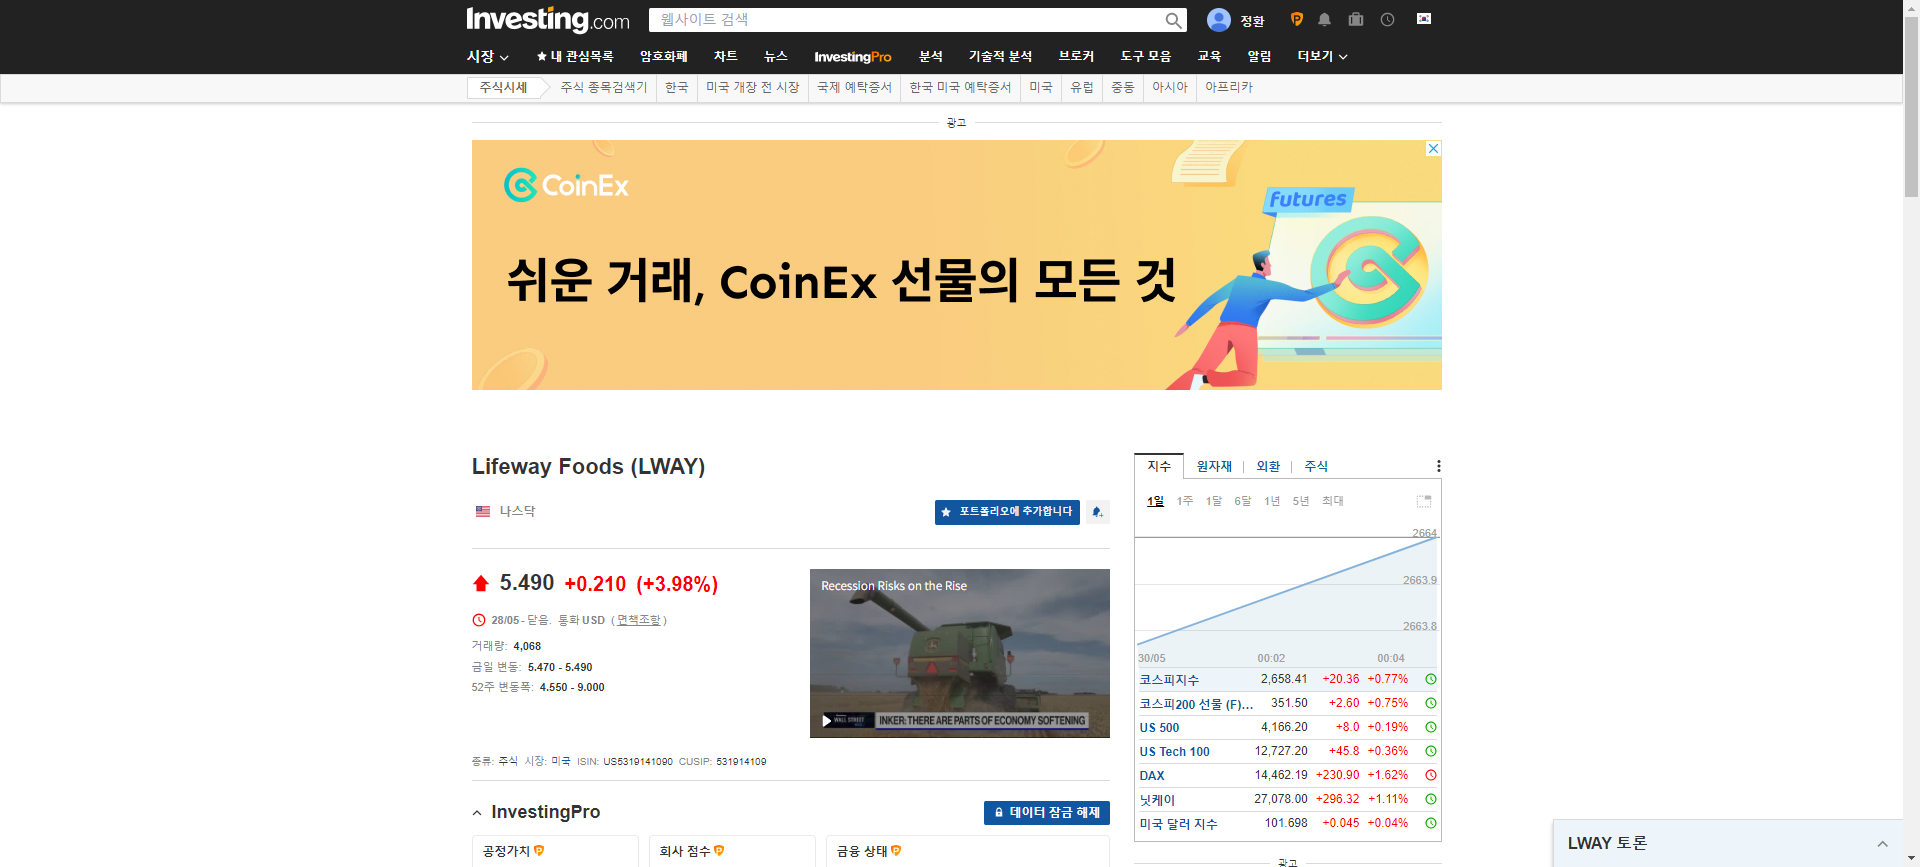 Investing.com
웹사이트 검색
정환
시장
내 관심목록
암호화폐
차트
뉴스
InvestingPro
분석
기술적 분석
브로커
도구 모음
교육
알림
더보기
주식시세
주식 종목검색기
한국
미국 개장 전 시장
국제 예탁증서
한국 미국 예탁증서
미국
유럽
중동
아시아
아프리카
광고
CoinEx
futures
쉬운 거래, CoinEx 선물의 모든 것
Lifeway Foods (LWAY)
나스닥
포트폴리오에 추가합니다
5.490 +0.210 (+3.98%)
28/05 - 닫음. 통화 USD ( 면책조항 )
거래량: 4,068
금일 변동: 5.470 - 5.490
52주 변동폭: 4.550 - 9.000
Recession Risks on the Rise
WALL STREET
INKER: THERE ARE PARTS OF ECONOMY SOFTENING
종류: 주식 시장: 미국 ISIN: US5319141090 CUSIP: 531914109
InvestingPro
데이터 잠금 해제
공정가치
회사 점수
금융 상태
지수
원자재
외환
주식
1일 1주 1달 6달 1년 5년 최대
2664
2663.9
2663.8
30/05 00:02 00:04
코스피지수 2,658.41 +20.36 +0.77%
코스피200 선물 (F)... 351.50 +2.60 +0.75%
US 500 4,166.20 +8.0 +0.19%
US Tech 100 12,727.20 +45.8 +0.36%
DAX 14,462.19 +230.90 +1.62%
닛케이 27,078.00 +296.32 +1.11%
미국 달러 지수 101.698 +0.045 +0.04%
광고
LWAY 토론